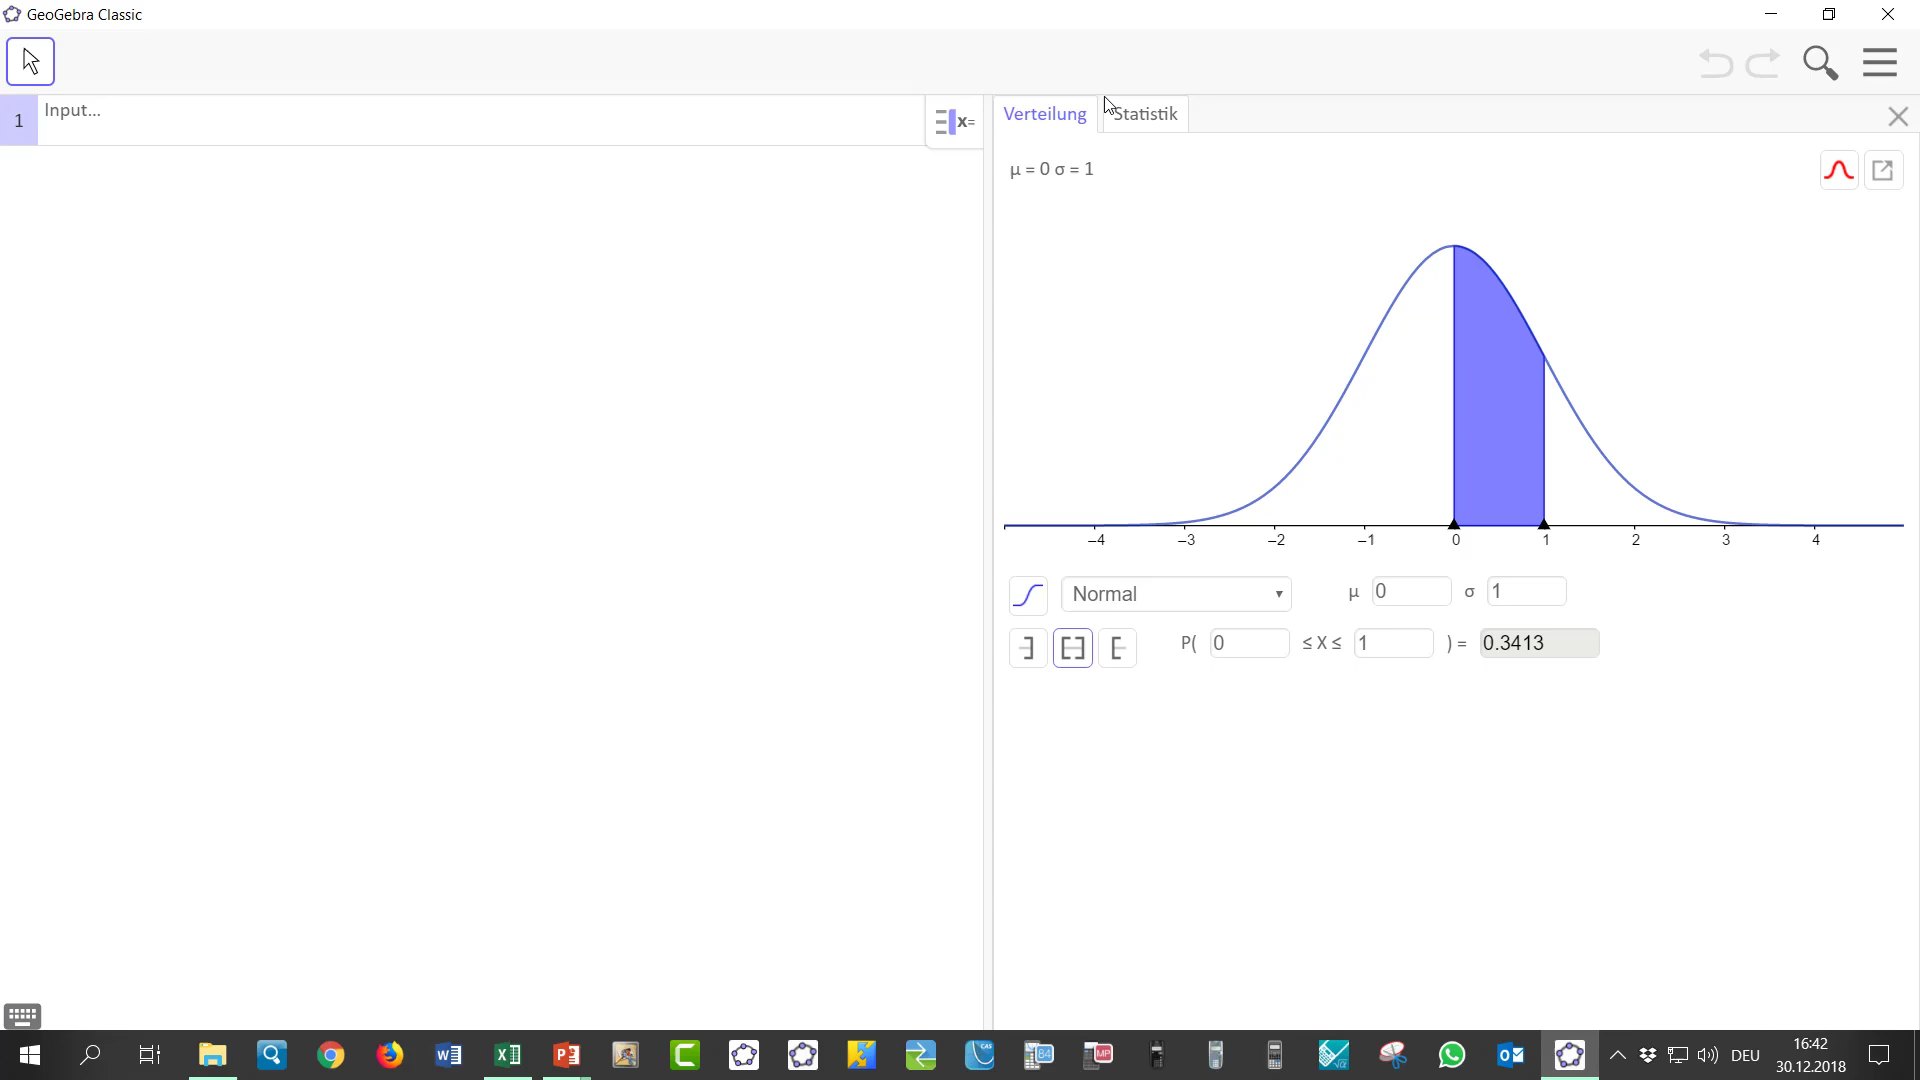 GeoGebra Classic
1
Input...
x=
Verteilung
Statistik
μ = 0 σ = 1
−4 −3 −2 −1 0 1 2 3 4
Normal
μ 0 σ 1
P( 0 ≤ X ≤ 1 ) = 0.3413
DEU
16:42
30.12.2018